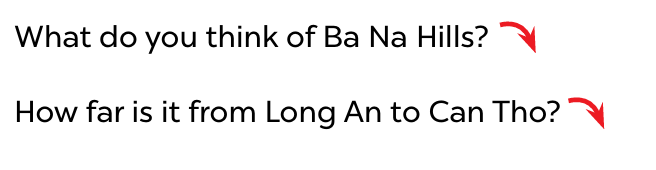 What do you think of Ba Na Hills?
How far is it from Long An to Can Tho?